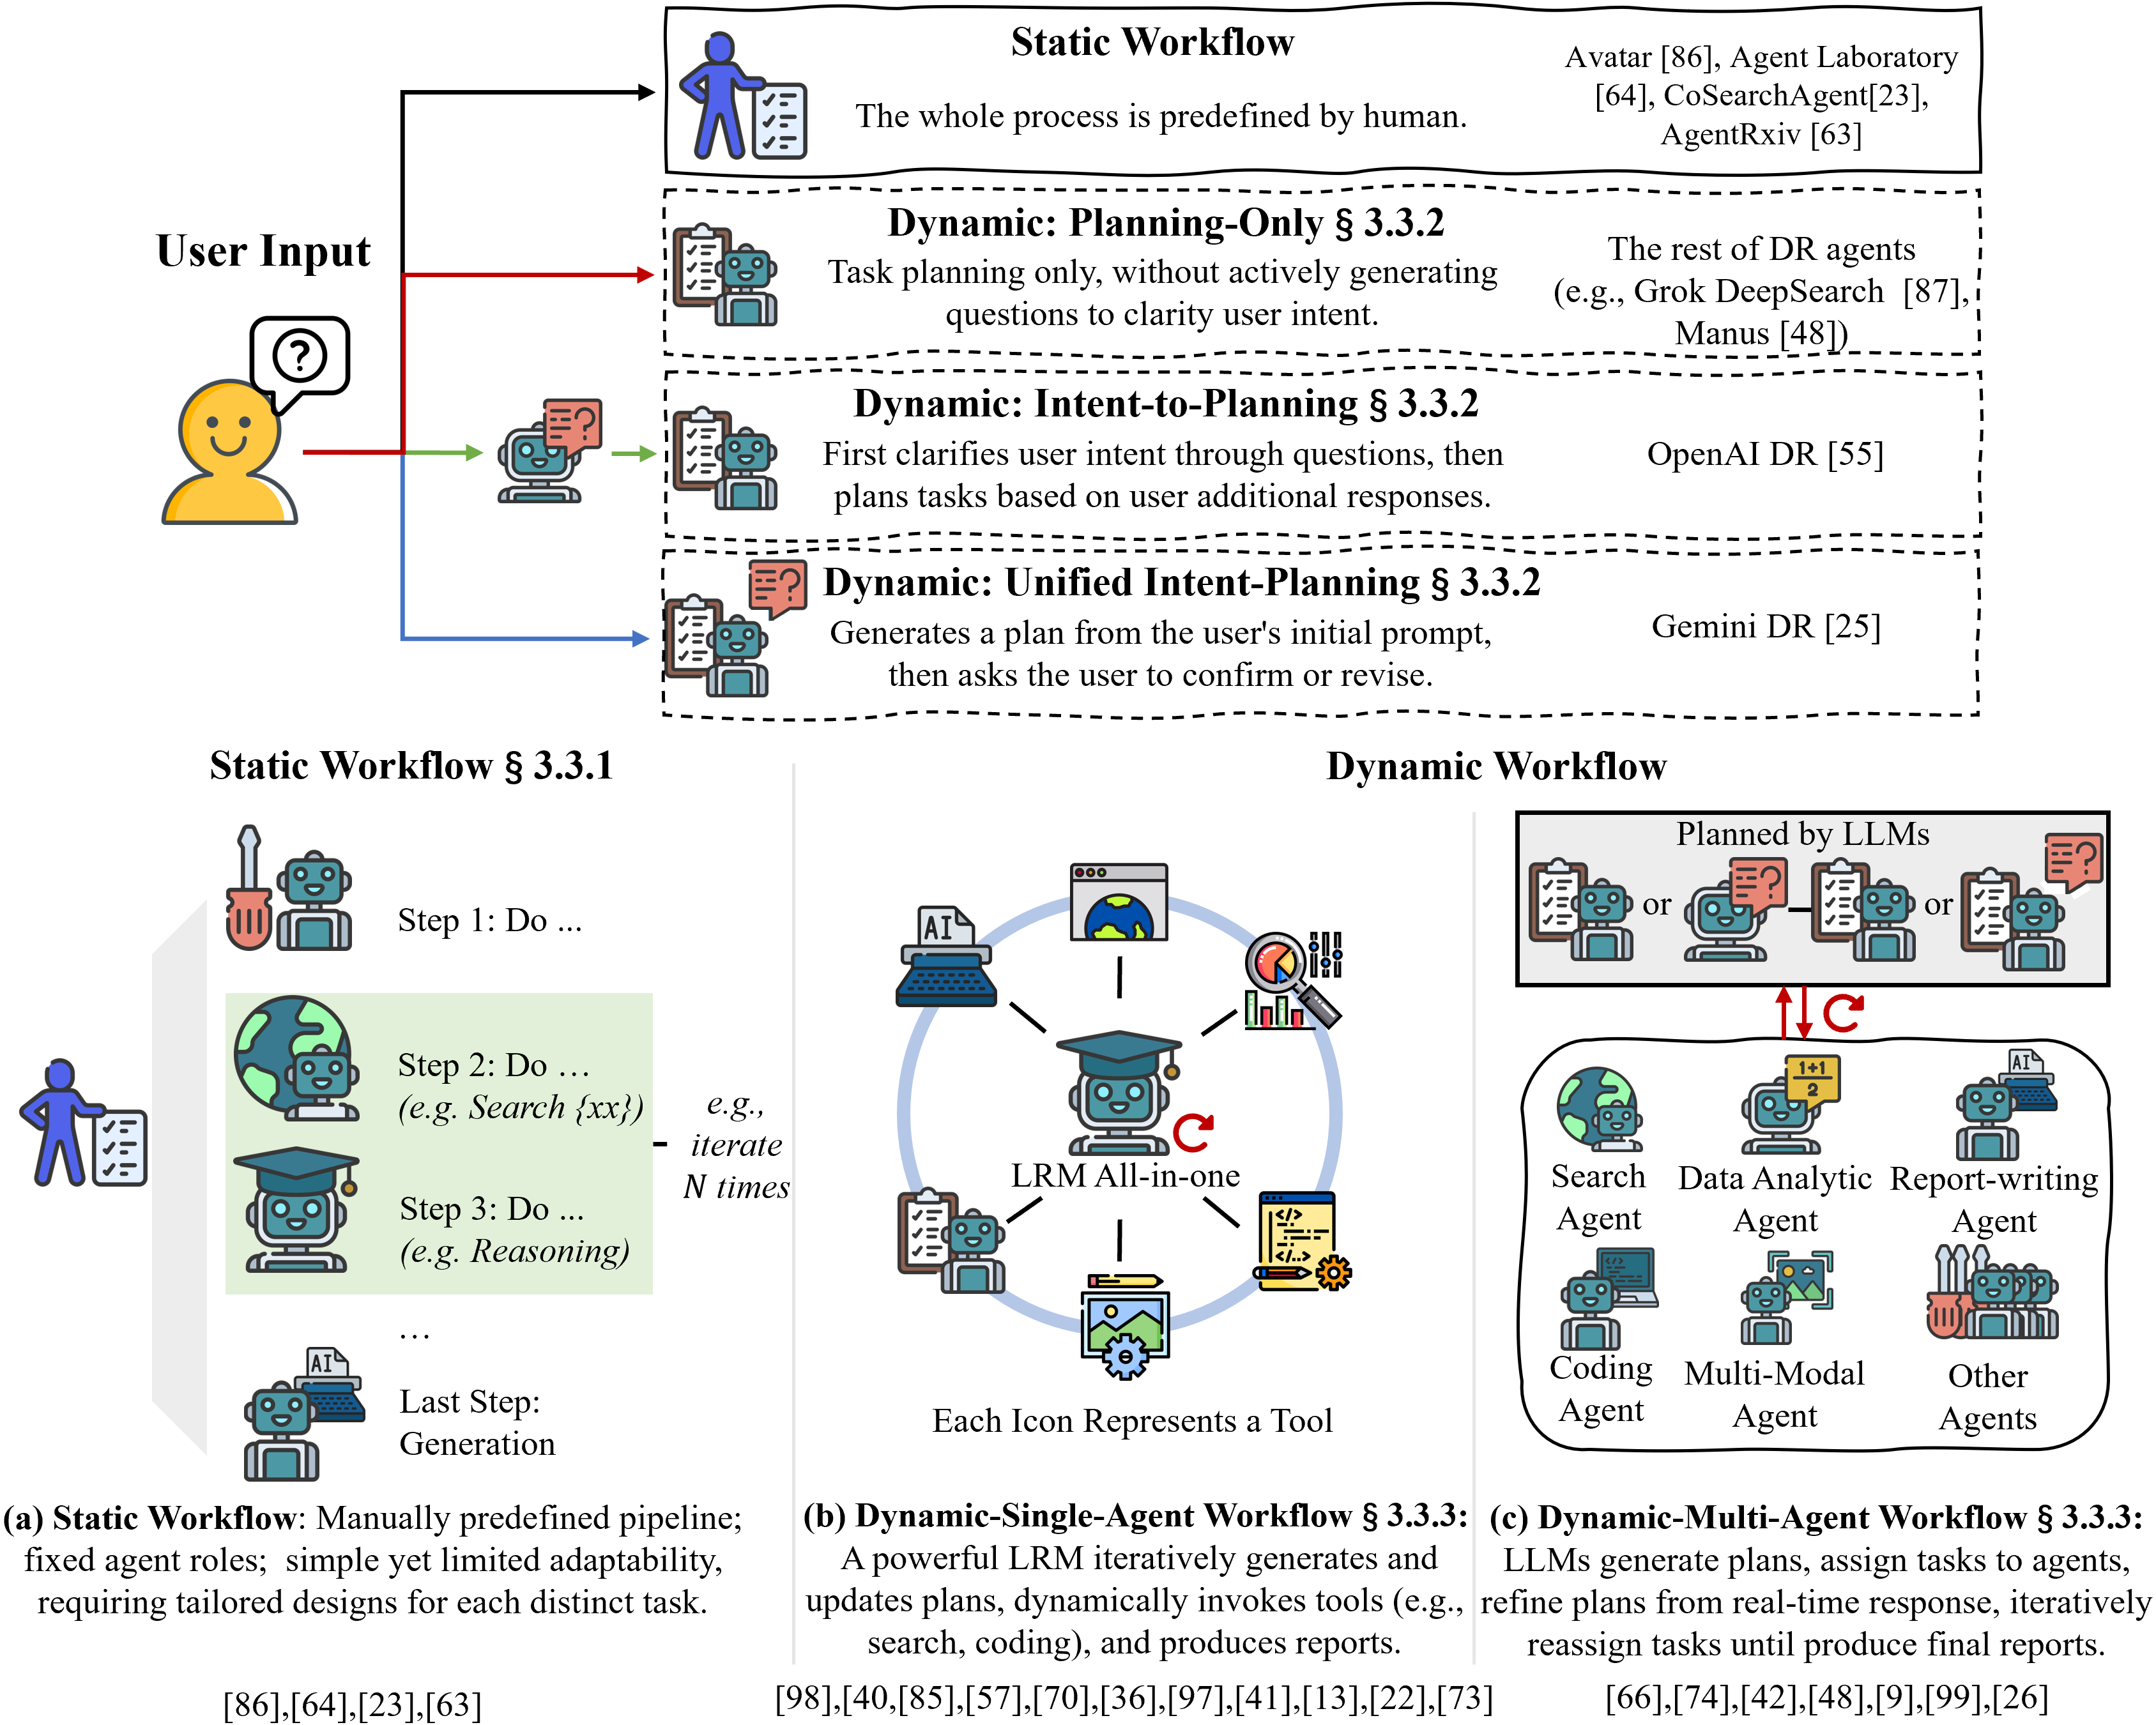 Static Workflow
The whole process is predefined by human.
Avatar [86], Agent Laboratory
[64], CoSearchAgent[23],
AgentRxiv [63]
User Input
Dynamic: Planning-Only § 3.3.2
Task planning only, without actively generating
questions to clarity user intent.
The rest of DR agents
(e.g., Grok DeepSearch [87],
Manus [48])
Dynamic: Intent-to-Planning § 3.3.2
First clarifies user intent through questions, then
plans tasks based on user additional responses.
OpenAI DR [55]
Dynamic: Unified Intent-Planning § 3.3.2
Generates a plan from the user's initial prompt,
then asks the user to confirm or revise.
Gemini DR [25]
Static Workflow § 3.3.1
Step 1: Do ...
Step 2: Do …
(e.g. Search {xx})
Step 3: Do ...
(e.g. Reasoning)
e.g.,
iterate
N times
…
AI
Last Step:
Generation
(a) Static Workflow: Manually predefined pipeline;
fixed agent roles; simple yet limited adaptability,
requiring tailored designs for each distinct task.
[86],[64],[23],[63]
Dynamic Workflow
AI
LRM All-in-one
Each Icon Represents a Tool
(b) Dynamic-Single-Agent Workflow § 3.3.3:
A powerful LRM iteratively generates and
updates plans, dynamically invokes tools (e.g.,
search, coding), and produces reports.
[98],[40,[85],[57],[70],[36],[97],[41],[13],[22],[73]
Planned by LLMs
or
or
1+1
2
AI
Search
Agent
Data Analytic
Agent
Report-writing
Agent
Coding
Agent
Multi-Modal
Agent
Other
Agents
(c) Dynamic-Multi-Agent Workflow § 3.3.3:
LLMs generate plans, assign tasks to agents,
refine plans from real-time response, iteratively
reassign tasks until produce final reports.
[66],[74],[42],[48],[9],[99],[26]